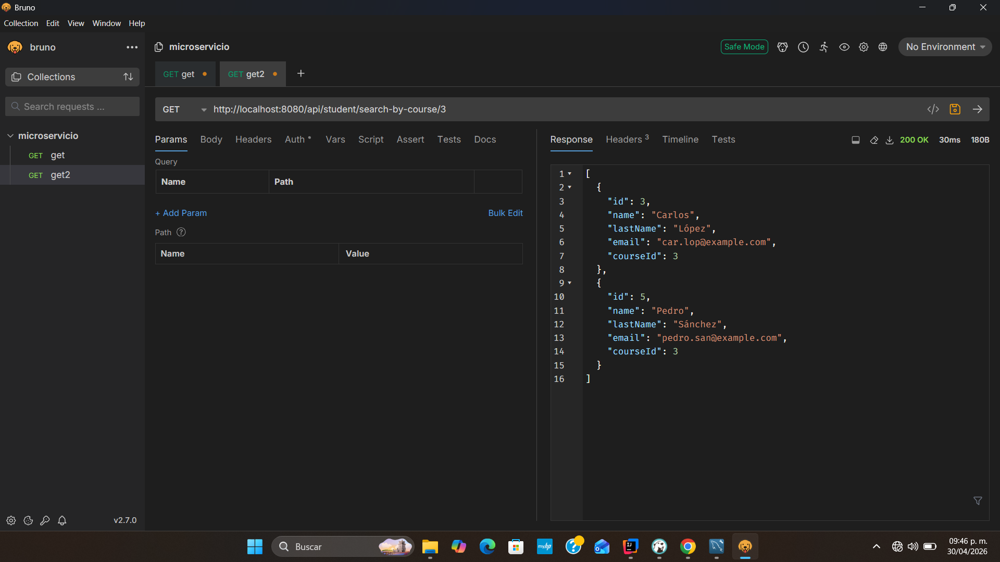 Bruno
Collection Edit View Window Help
bruno
microservicio
Safe Mode
No Environment
Collections
GET get
GET get2
+
Search requests ...
GET http://localhost:8080/api/student/search-by-course/3
microservicio
GET get
GET get2
Params Body Headers Auth Vars Script Assert Tests Docs
Query
Name Path
+ Add Param Bulk Edit
Path ?
Name Value
Response Headers 3 Timeline Tests
200 OK 30ms 180B
1 [
2 {
3 "id": 3,
4 "name": "Carlos",
5 "lastName": "López",
6 "email": "car.lop@example.com",
7 "courseId": 3
8 },
9 {
10 "id": 5,
11 "name": "Pedro",
12 "lastName": "Sánchez",
13 "email": "pedro.san@example.com",
14 "courseId": 3
15 }
16 ]
v2.7.0
Buscar
myhp
IJ
09:46 p. m.
30/04/2026